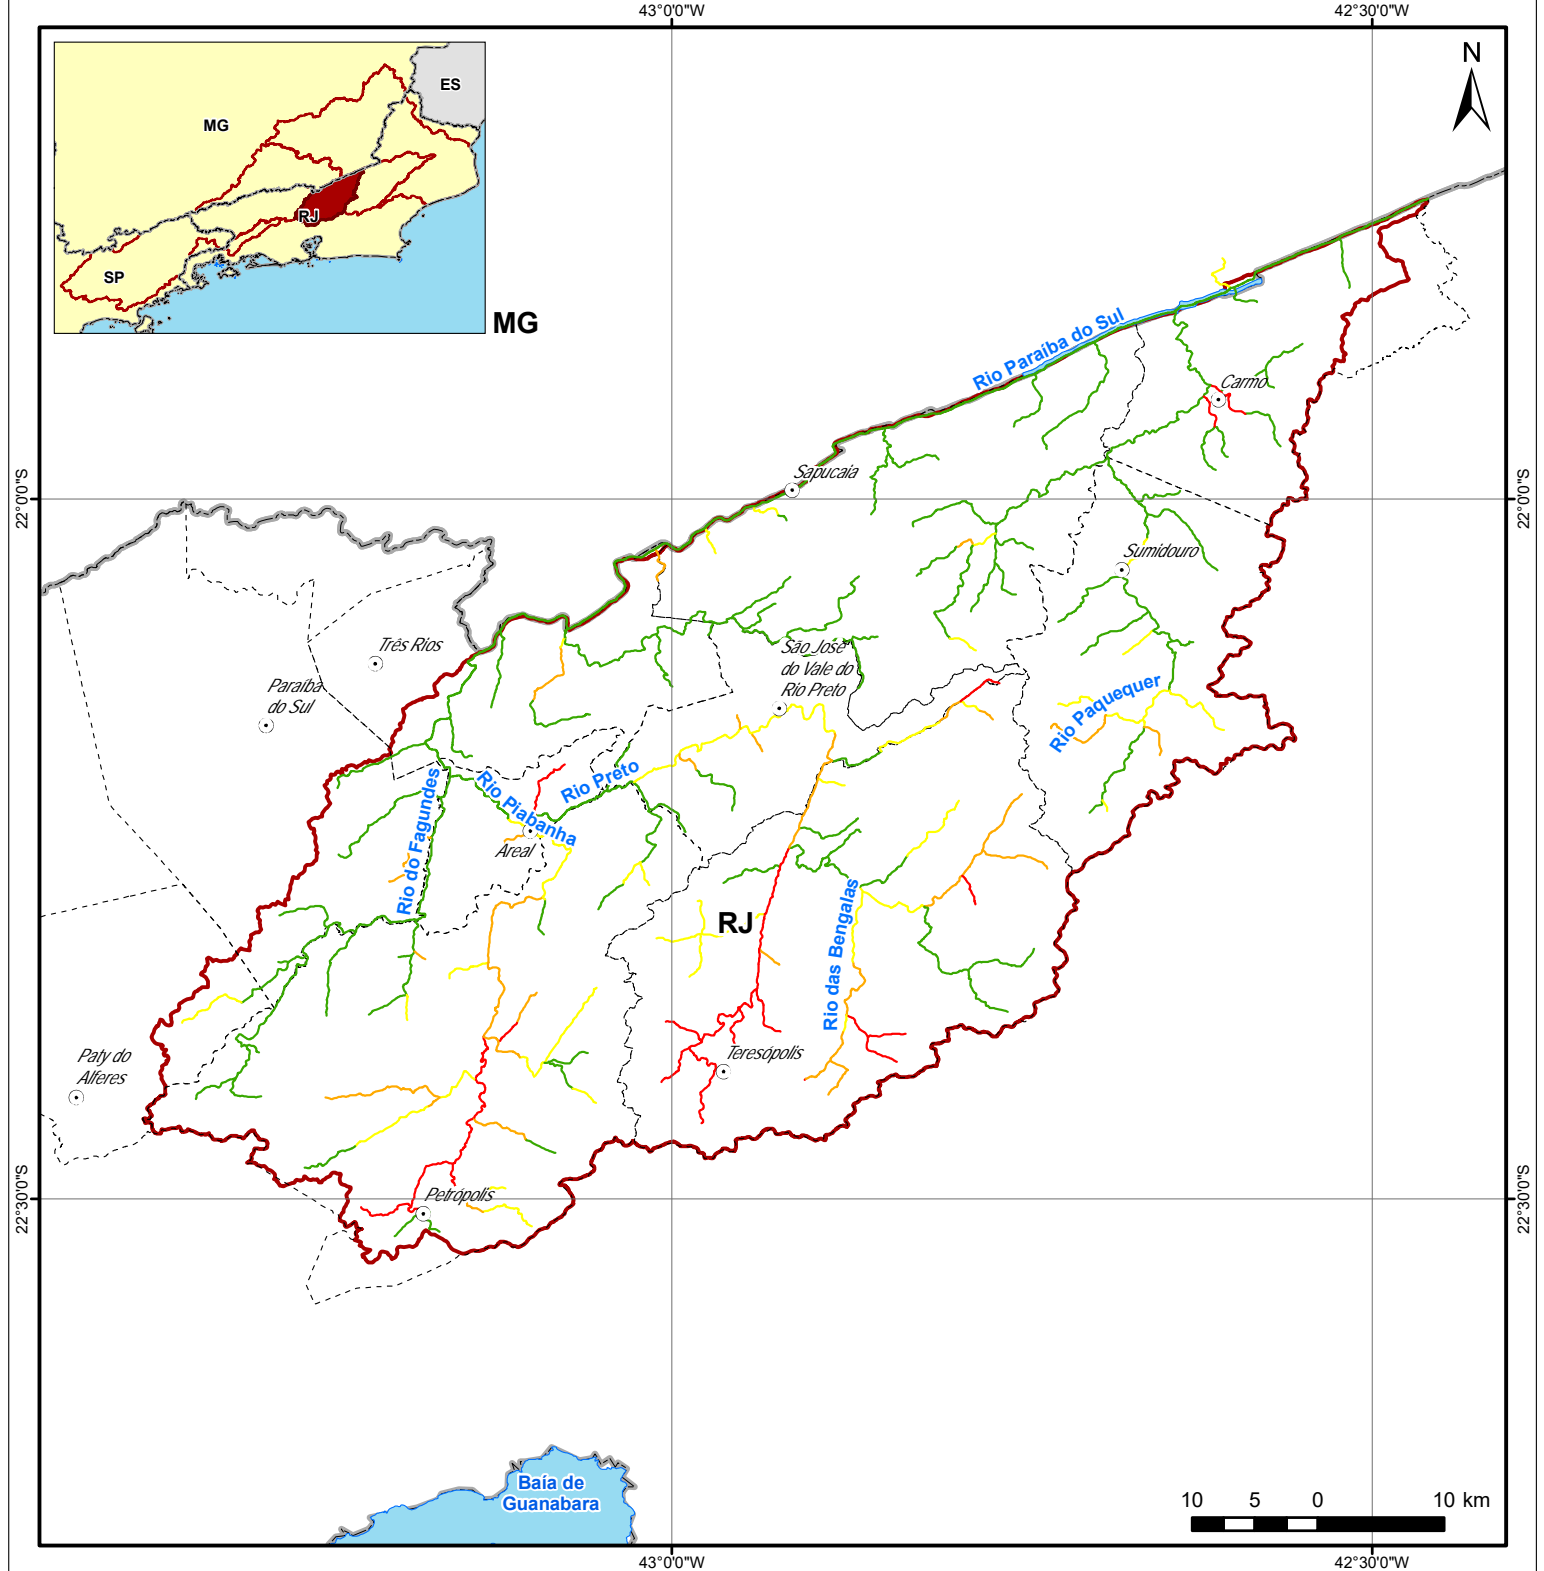 43°0'0"W
42°30'0"W
ES
MG
RJ
SP
MG
N
Rio Paraíba do Sul
Carmo
Sapucaia
22°0'0"S
22°0'0"S
Sumidouro
Três Rios
Paraíba
do Sul
São José
do Vale do
Rio Preto
Rio Paquequer
Rio do Fagundes
Rio Piabanha
Rio Preto
Areal
RJ
Rio das Bengalas
Paty do
Alferes
Teresópolis
Petrópolis
22°30'0"S
22°30'0"S
Baía de
Guanabara
10 5 0 10 km
43°0'0"W
42°30'0"W